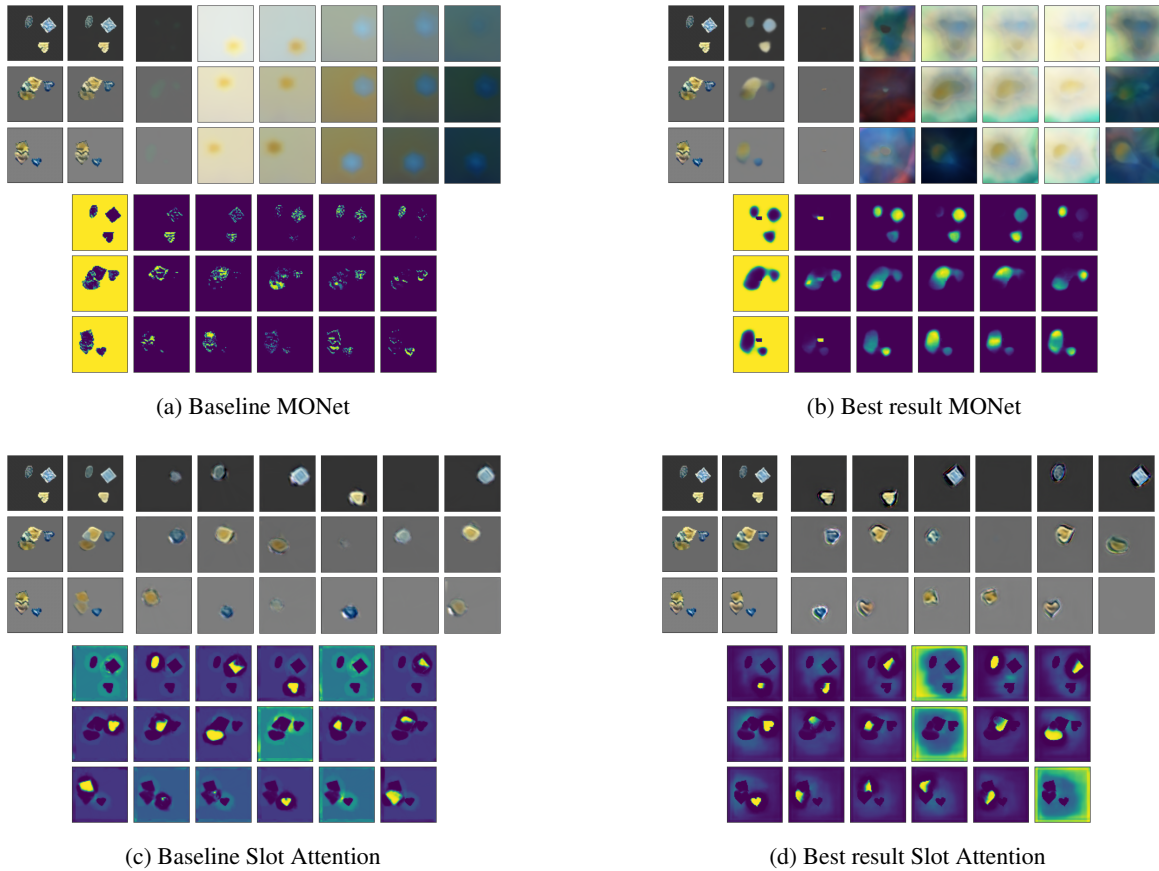 (a) Baseline MONet
(b) Best result MONet
(c) Baseline Slot Attention
(d) Best result Slot Attention